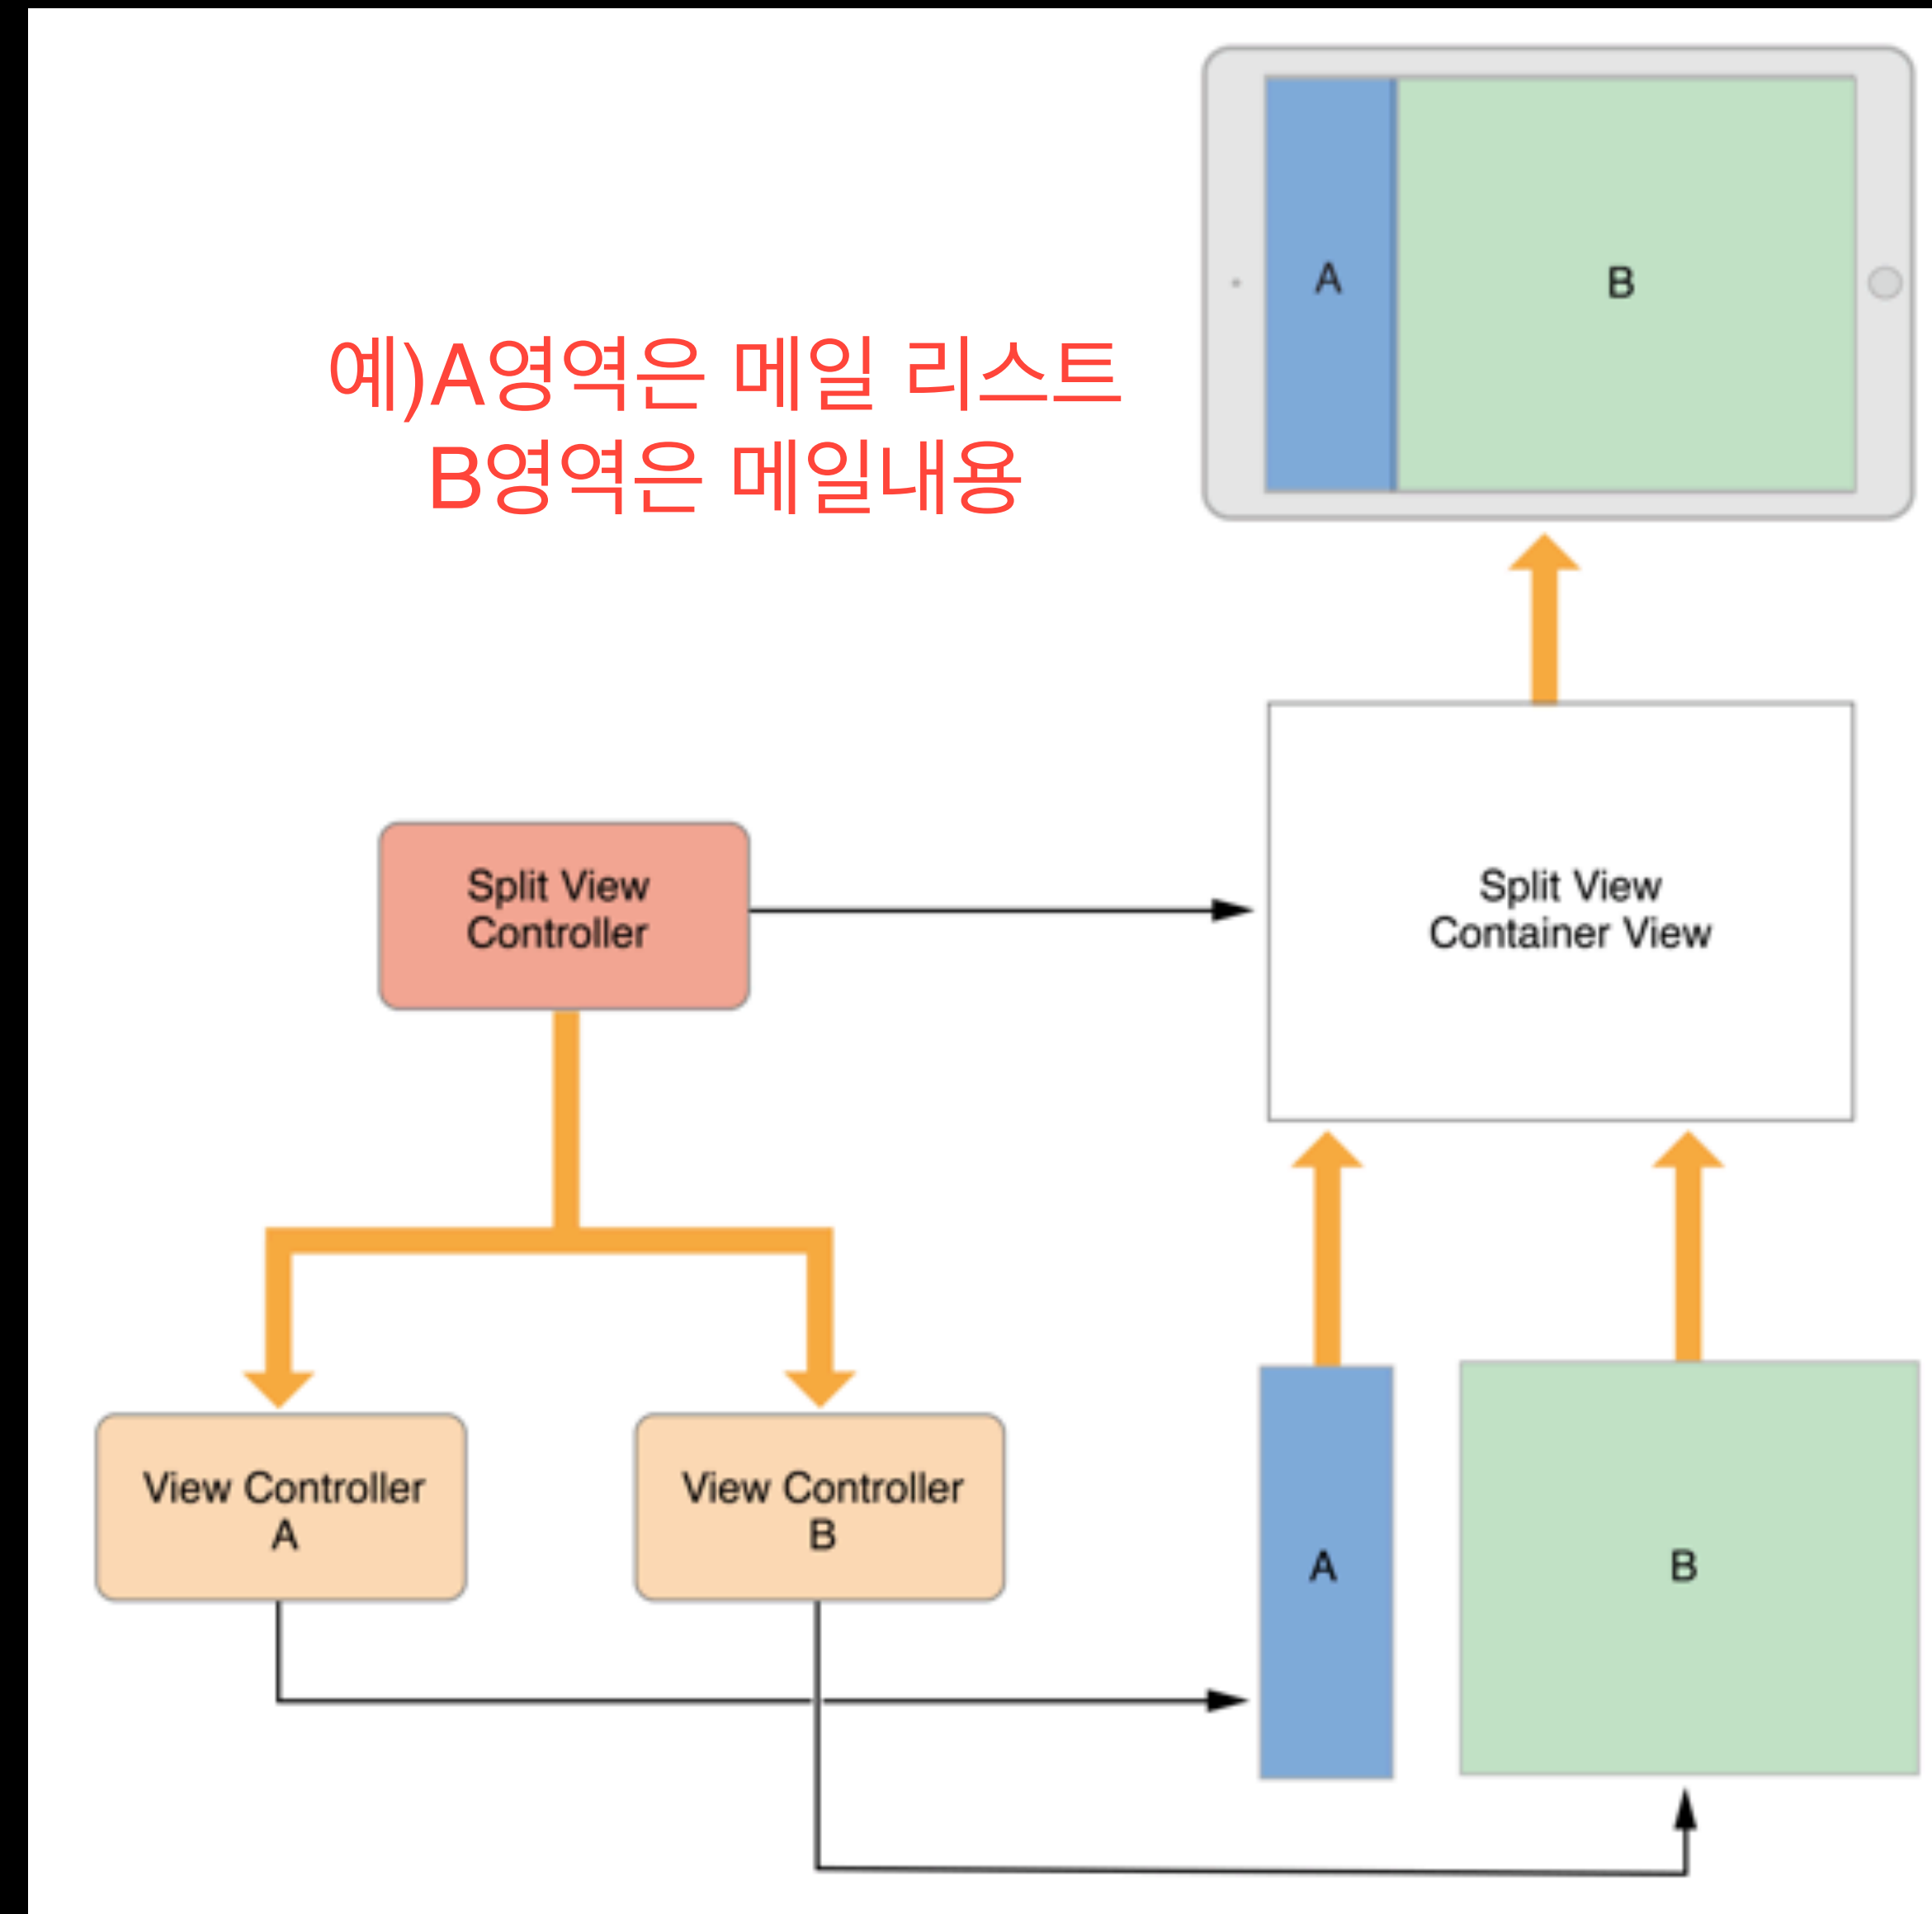 A
B
예)A영역은 메일 리스트
B영역은 메일내용
Split View
Controller
Split View
Container View
View Controller
A
View Controller
B
A
B